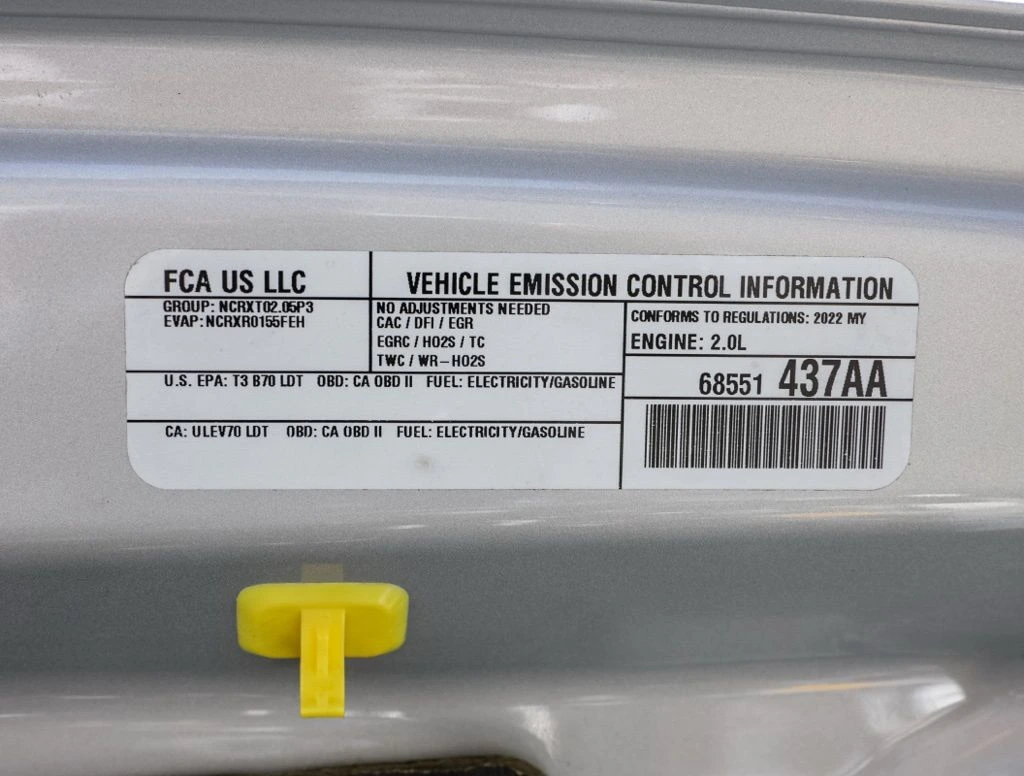 FCA US LLC
VEHICLE EMISSION CONTROL INFORMATION
GROUP: NCRXT02.05P3
EVAP: NCRXR0155FEH
NO ADJUSTMENTS NEEDED
CAC / DFI / EGR
EGRC / HO2S / TC
TWC / WR-HO2S
CONFORMS TO REGULATIONS: 2022 MY
ENGINE: 2.0L
68551 437AA
U.S. EPA: T3 B70 LDT OBD: CA OBD II FUEL: ELECTRICITY/GASOLINE
CA: ULEV70 LDT OBD: CA OBD II FUEL: ELECTRICITY/GASOLINE